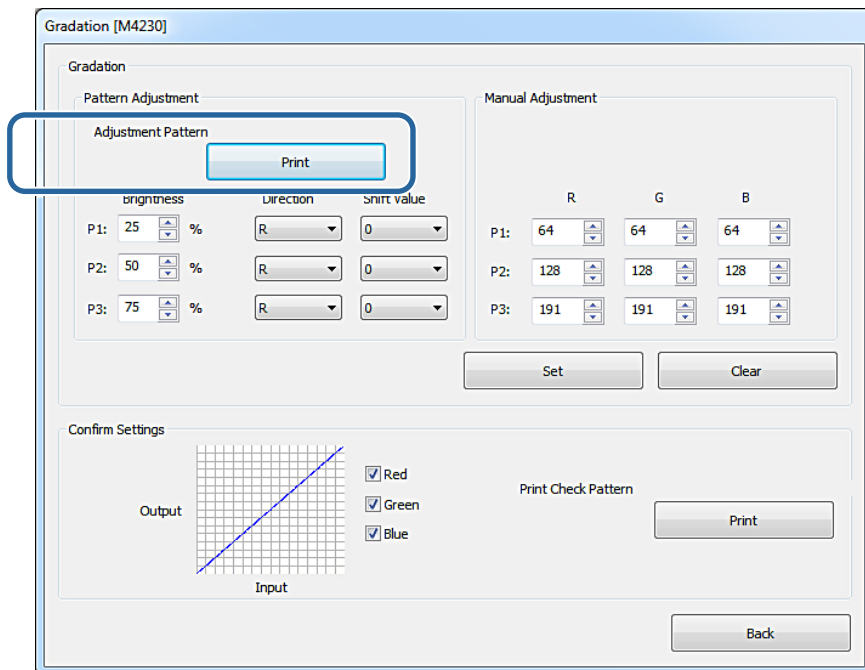 Gradation [M4230]
Gradation
Pattern Adjustment
Adjustment Pattern
Print
Brightness Direction Shift Value
P1: 25 % R 0
P2: 50 % R 0
P3: 75 % R 0
Manual Adjustment
R G B
P1: 64 64 64
P2: 128 128 128
P3: 191 191 191
Set Clear
Confirm Settings
Output
Input
Red
Green
Blue
Print Check Pattern
Print
Back